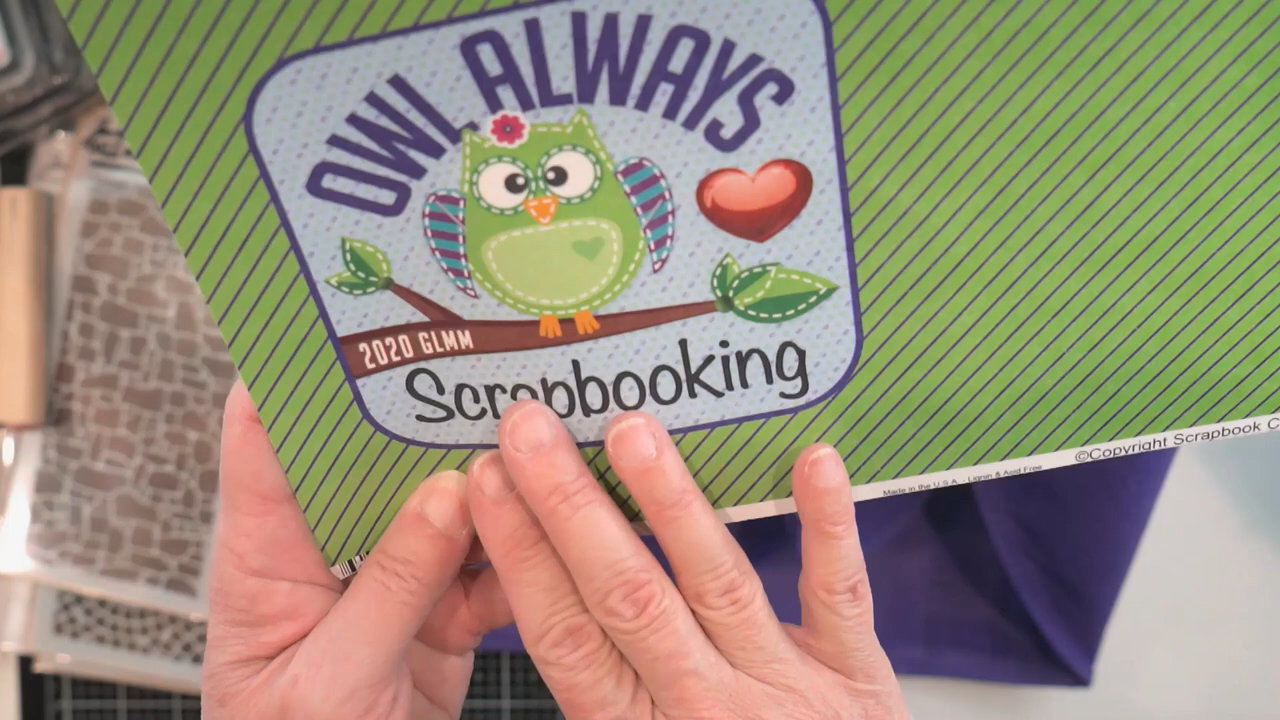 OWL ALWAYS
2020 GLMM
Scrapbooking
©Copyright Scrapbook C
Made in the U.S.A. - Lignin & Acid Free